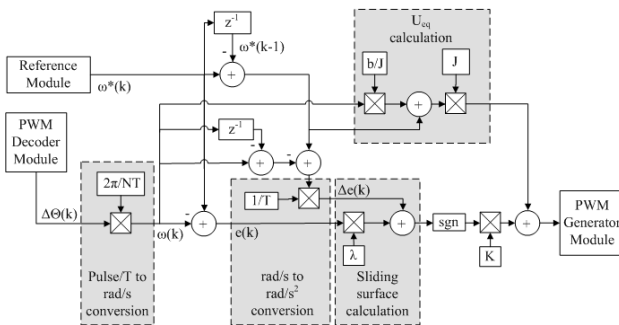 z-1
U_eq
calculation
-
ω*(k-1)
Reference
Module
ω*(k)
+
b/J
J
PWM
Decoder
Module
z-1
+
-
+
-
+
2π/NT
1/T
Δe(k)
ΔΘ(k)
-
+
ω(k)
e(k)
+
sgn
+
PWM
Generator
Module
λ
K
Pulse/T to
rad/s
conversion
rad/s to
rad/s2
conversion
Sliding
surface
calculation